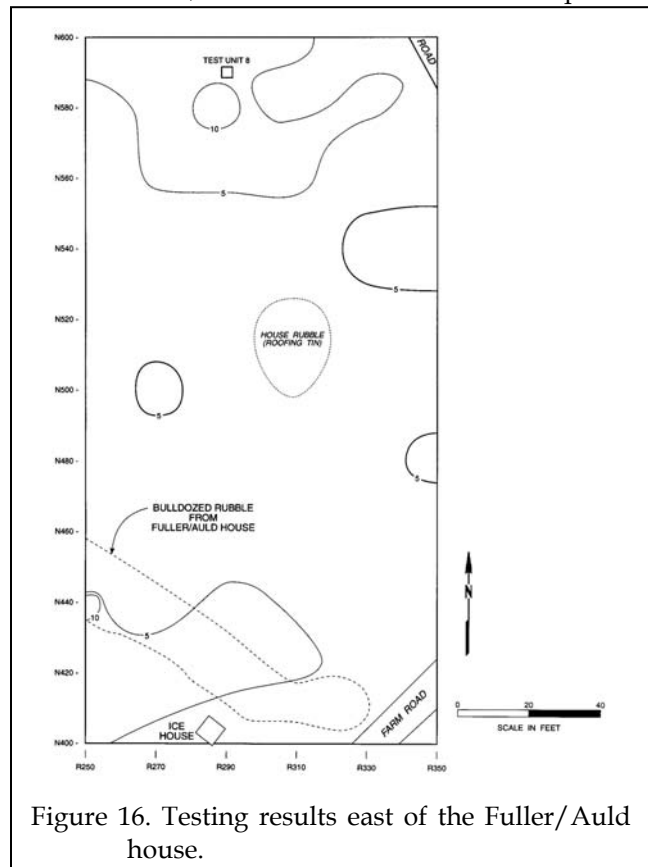 N600 -
TEST UNIT 8
ROAD
N580 -
10
N560 -
5
N540 -
5
N520 -
HOUSE RUBBLE
(ROOFING TIN)
N500 -
5
N480 -
5
BULLDOZED RUBBLE
FROM
FULLER/AULD HOUSE
N460 -
N
N440 -
10
5
N420 -
FARM ROAD
ICE
HOUSE
0 20 40
SCALE IN FEET
N400 -
R250 R270 R290 R310 R330 R350
Figure 16. Testing results east of the Fuller/Auld
house.